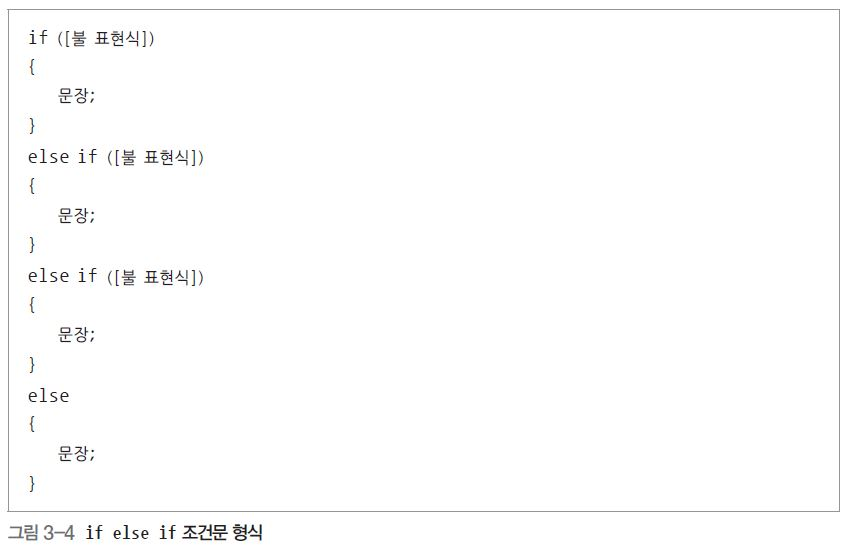 if ([불 표현식])
{
문장;
}
else if ([불 표현식])
{
문장;
}
else if ([불 표현식])
{
문장;
}
else
{
문장;
}
그림 3-4 if else if 조건문 형식